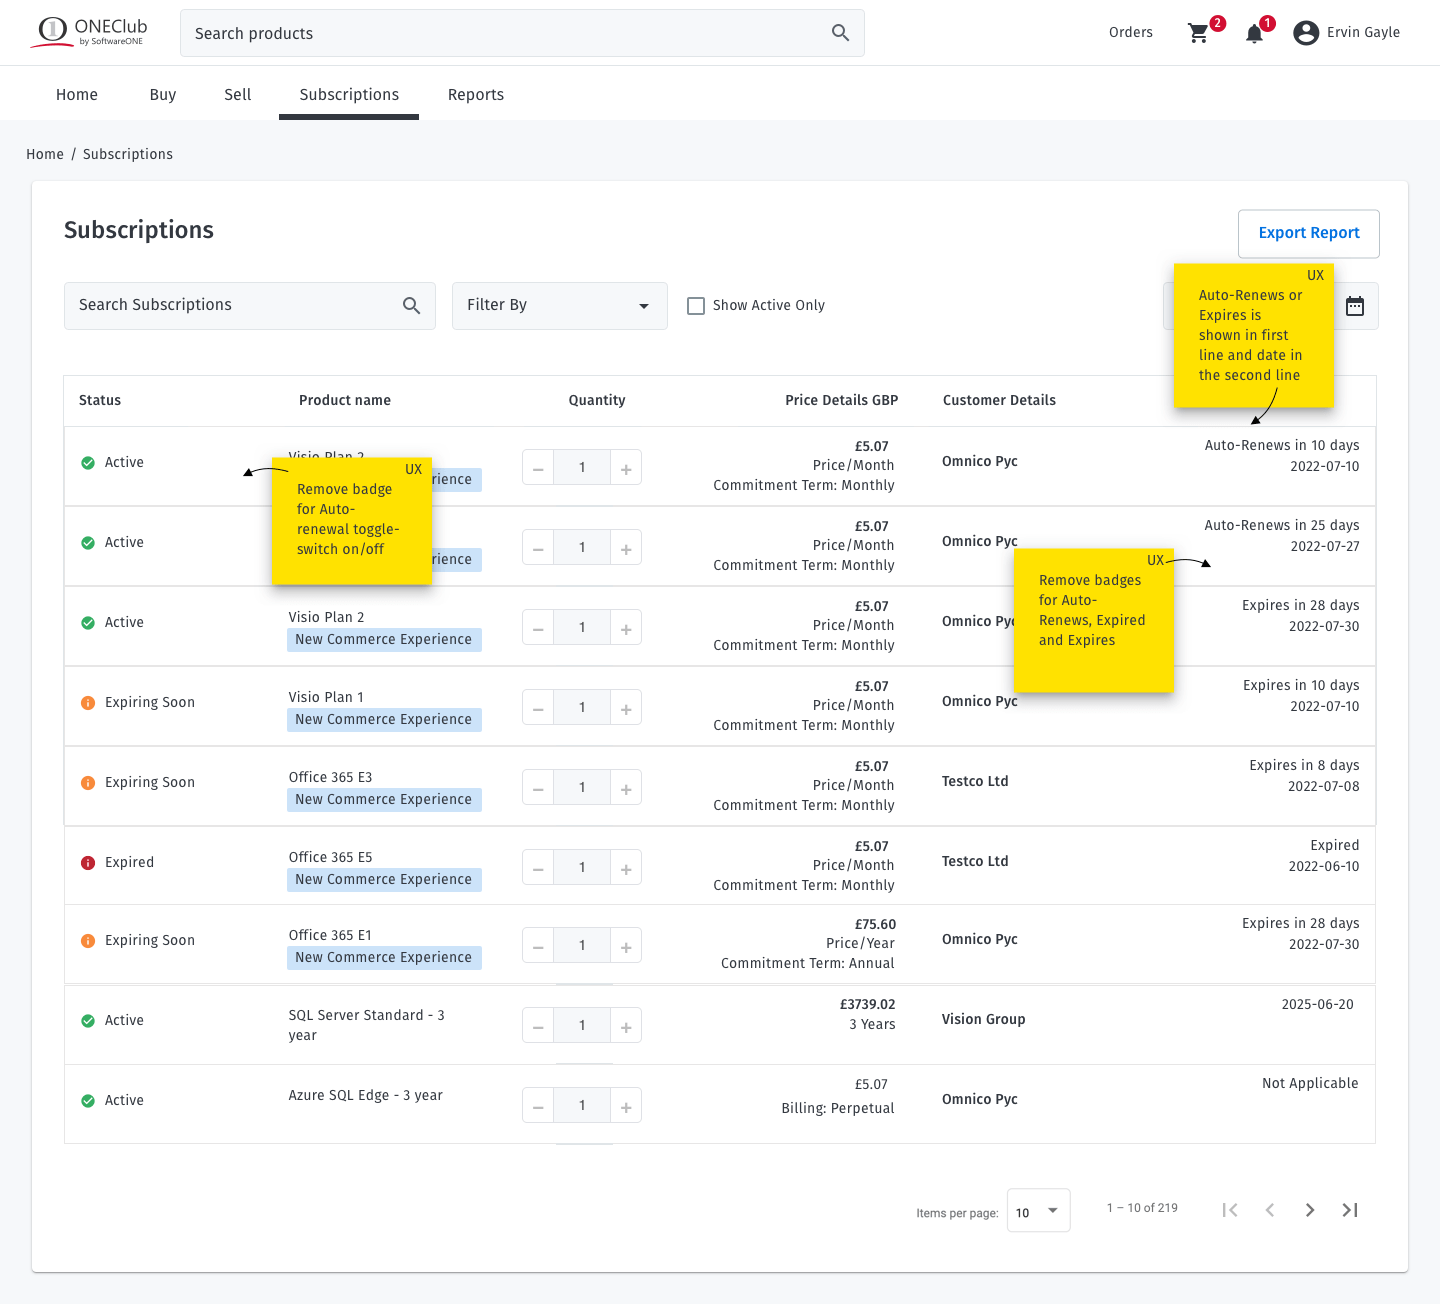 ONEClub
by SoftwareONE
Search products
Orders
2
1
Ervin Gayle
Home
Buy
Sell
Subscriptions
Reports
Home / Subscriptions
Subscriptions
Export Report
Search Subscriptions
Filter By
Show Active Only
UX
Auto-Renews or
Expires is
shown in first
line and date in
the second line
Status
Product name
Quantity
Price Details GBP
Customer Details
Active
Visio Plan 2
rience
1
£5.07
Price/Month
Commitment Term: Monthly
Omnico Pyc
Auto-Renews in 10 days
2022-07-10
UX
Remove badge
for Auto-
renewal toggle-
switch on/off
Active
rience
1
£5.07
Price/Month
Commitment Term: Monthly
Omnico Pyc
Auto-Renews in 25 days
2022-07-27
UX
Remove badges
for Auto-
Renews, Expired
and Expires
Active
Visio Plan 2
New Commerce Experience
1
£5.07
Price/Month
Commitment Term: Monthly
Omnico Pyc
Expires in 28 days
2022-07-30
Expiring Soon
Visio Plan 1
New Commerce Experience
1
£5.07
Price/Month
Commitment Term: Monthly
Omnico Pyc
Expires in 10 days
2022-07-10
Expiring Soon
Office 365 E3
New Commerce Experience
1
£5.07
Price/Month
Commitment Term: Monthly
Testco Ltd
Expires in 8 days
2022-07-08
Expired
Office 365 E5
New Commerce Experience
1
£5.07
Price/Month
Commitment Term: Monthly
Testco Ltd
Expired
2022-06-10
Expiring Soon
Office 365 E1
New Commerce Experience
1
£75.60
Price/Year
Commitment Term: Annual
Omnico Pyc
Expires in 28 days
2022-07-30
Active
SQL Server Standard - 3
year
1
£3739.02
3 Years
Vision Group
2025-06-20
Active
Azure SQL Edge - 3 year
1
£5.07
Billing: Perpetual
Omnico Pyc
Not Applicable
Items per page:
10
1 – 10 of 219